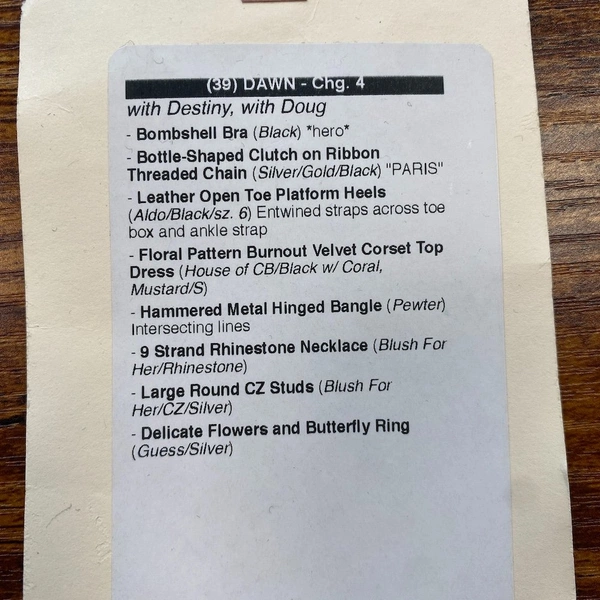 (39) DAWN - Chg. 4
with Destiny, with Doug
- Bombshell Bra (Black) *hero*
- Bottle-Shaped Clutch on Ribbon
Threaded Chain (Silver/Gold/Black) "PARIS"
- Leather Open Toe Platform Heels
(Aldo/Black/sz. 6) Entwined straps across toe
box and ankle strap
- Floral Pattern Burnout Velvet Corset Top
Dress (House of CB/Black w/ Coral,
Mustard/S)
- Hammered Metal Hinged Bangle (Pewter)
Intersecting lines
- 9 Strand Rhinestone Necklace (Blush For
Her/Rhinestone)
- Large Round CZ Studs (Blush For
Her/CZ/Silver)
- Delicate Flowers and Butterfly Ring
(Guess/Silver)